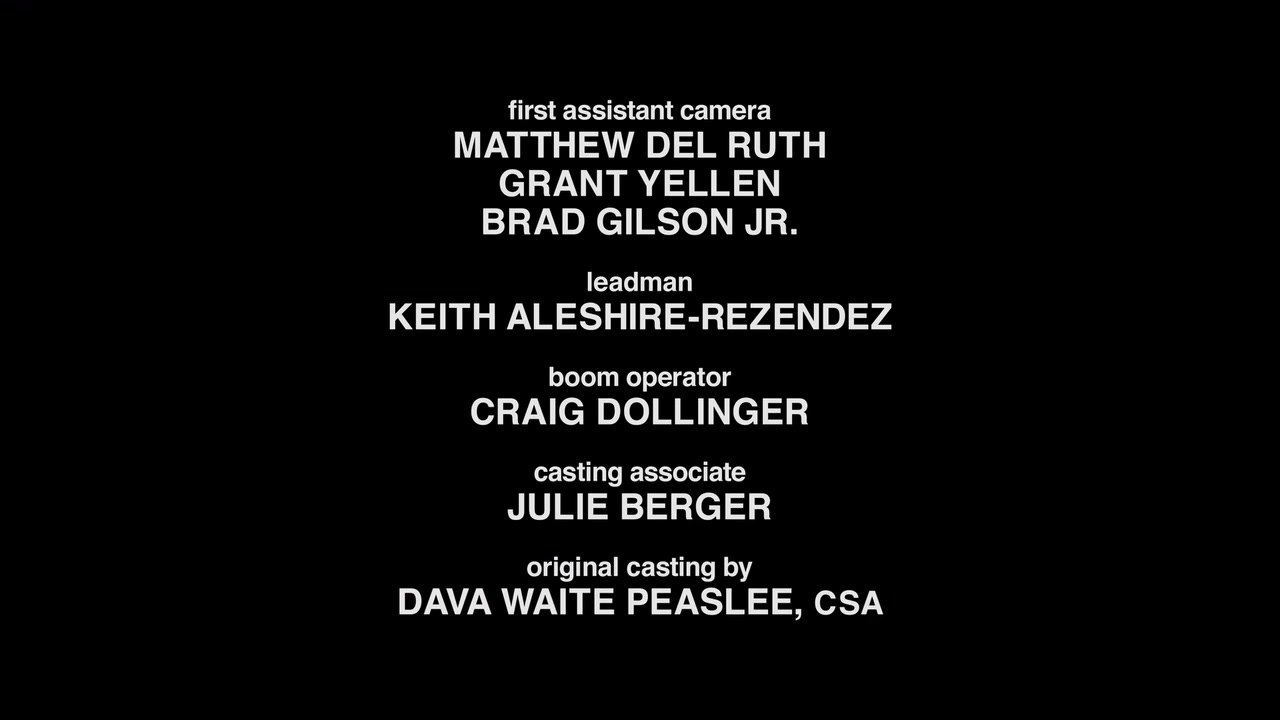 first assistant camera
MATTHEW DEL RUTH
GRANT YELLEN
BRAD GILSON JR.
leadman
KEITH ALESHIRE-REZENDEZ
boom operator
CRAIG DOLLINGER
casting associate
JULIE BERGER
original casting by
DAVA WAITE PEASLEE, CSA